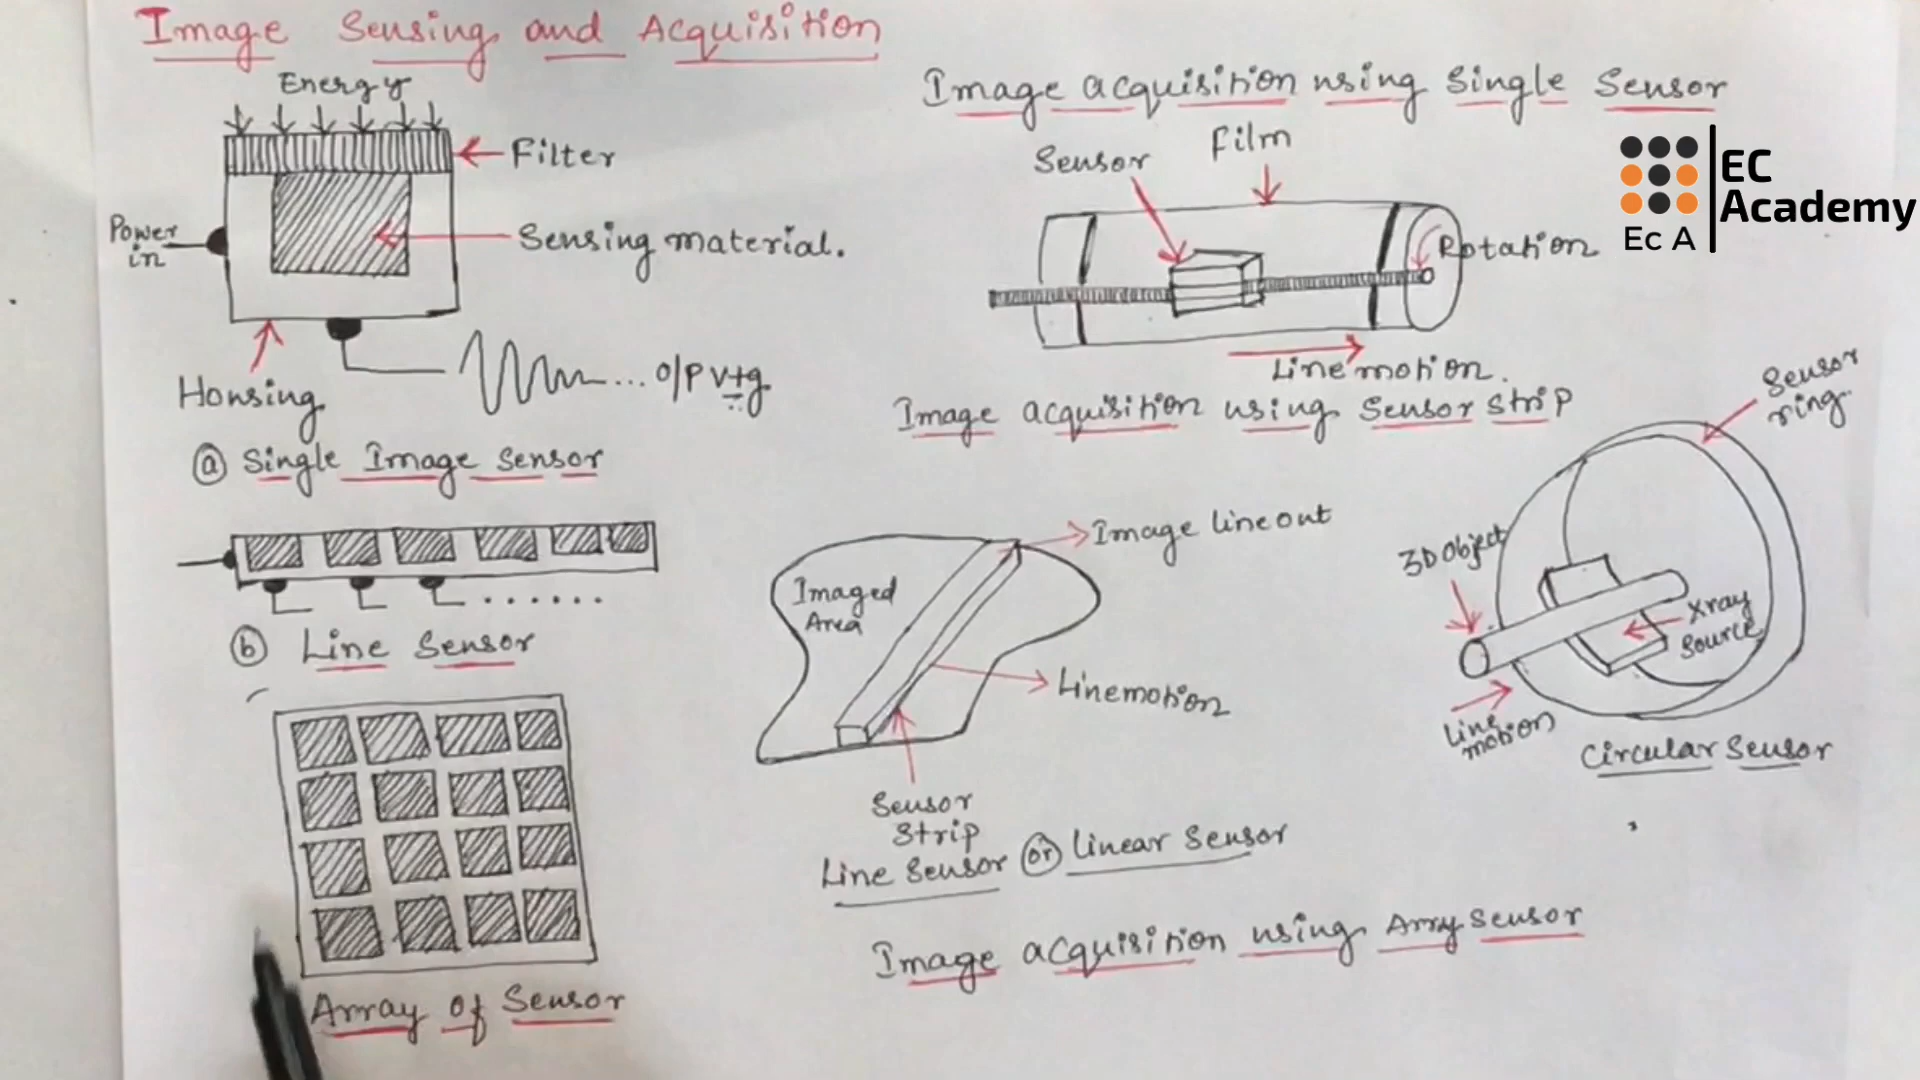 Image Sensing and Acquisition
Energy
Filter
Power
in
Sensing material.
Housing
... o/p vtg.
a Single Image Sensor
......
b Line Sensor
Array of Sensor
Image acquisition using Single Sensor
Sensor
Film
Rotation
Line motion.
Image acquisition using Sensor Strip
Imaged
Area
Image line out
Line motion
Sensor
Strip
Line Sensor or linear Sensor
Sensor
ring
3D Object
Xray
Source
Line
motion
Circular Sensor
Image acquisition using Array Sensor
EC
Academy
Ec A